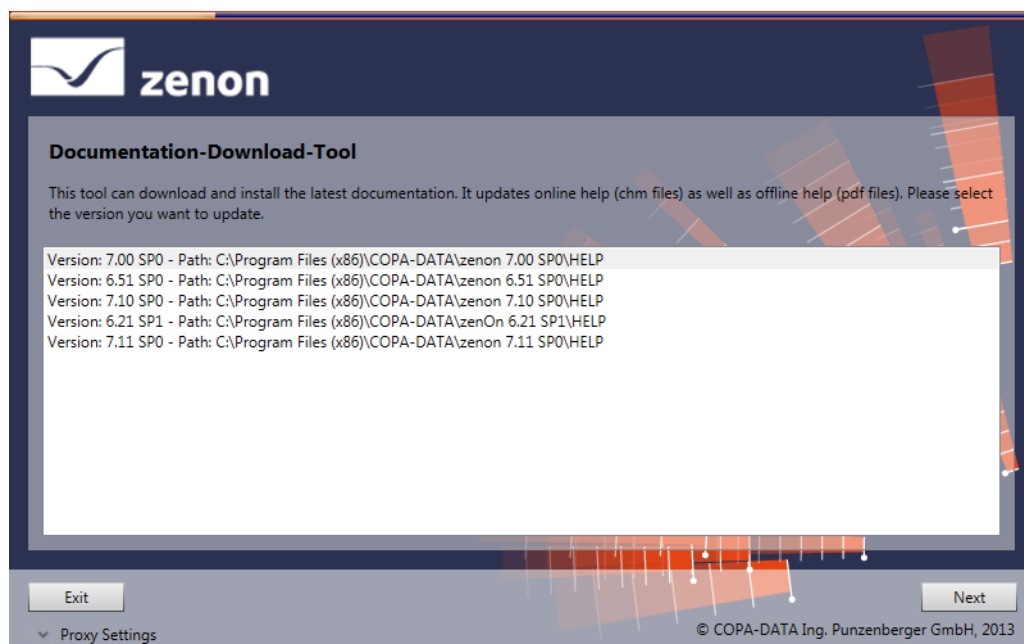 zenon
Documentation-Download-Tool
This tool can download and install the latest documentation. It updates online help (chm files) as well as offline help (pdf files). Please select
the version you want to update.
Version: 7.00 SP0 - Path: C:\Program Files (x86)\COPA-DATA\zenon 7.00 SP0\HELP
Version: 6.51 SP0 - Path: C:\Program Files (x86)\COPA-DATA\zenon 6.51 SP0\HELP
Version: 7.10 SP0 - Path: C:\Program Files (x86)\COPA-DATA\zenon 7.10 SP0\HELP
Version: 6.21 SP1 - Path: C:\Program Files (x86)\COPA-DATA\zenOn 6.21 SP1\HELP
Version: 7.11 SP0 - Path: C:\Program Files (x86)\COPA-DATA\zenon 7.11 SP0\HELP
Exit
Next
Proxy Settings
© COPA-DATA Ing. Punzenberger GmbH, 2013